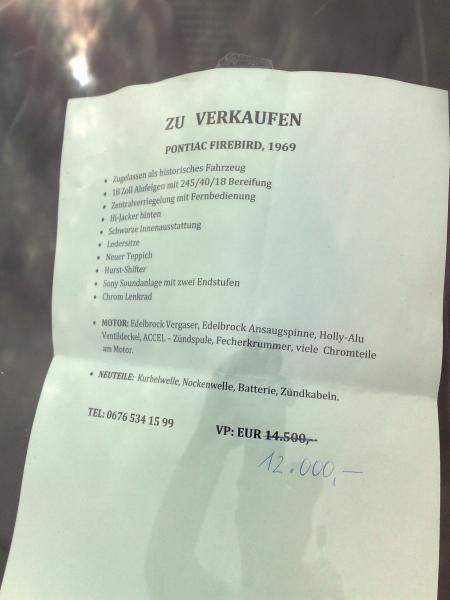 ZU VERKAUFEN
PONTIAC FIREBIRD, 1969
• Zugelassen als historisches Fahrzeug
• 18 Zoll Alufelgen mit 245/40/18 Bereifung
• Zentralverriegelung mit Fernbedienung
• Hi-Jacker hinten
• Schwarze Innenausstattung
• Ledersitze
• Neuer Teppich
• Hurst-Shifter
• Sony Soundanlage mit zwei Endstufen
• Chrom Lenkrad
• MOTOR: Edelbrock Vergaser, Edelbrock Ansaugspinne, Holly-Alu
Ventildeckel, ACCEL – Zündspule, Fecherkrummer, viele Chromteile
am Motor.
• NEUTEILE: Kurbelwelle, Nockenwelle, Batterie, Zündkabeln.
TEL: 0676 534 15 99
VP: EUR 14.500,-
12.000,-